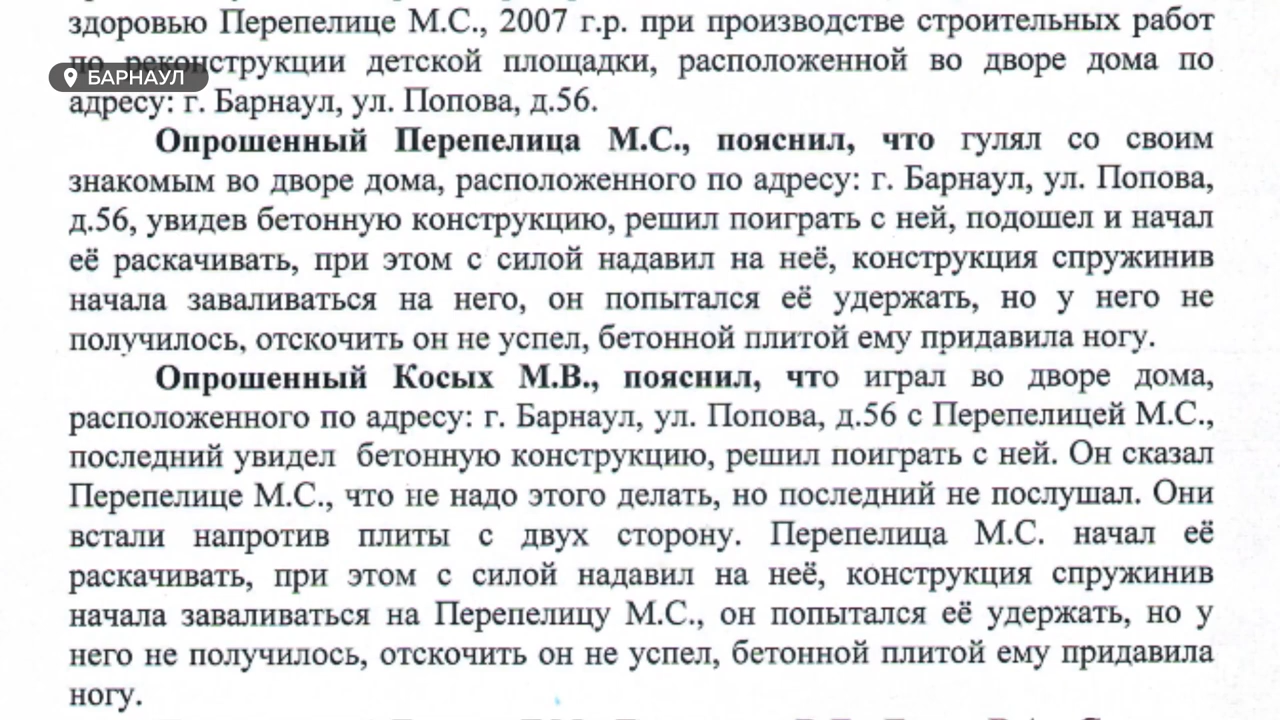 здоровью Перепелице М.С., 2007 г.р. при производстве строительных работ
по реконструкции детской площадки, расположенной во дворе дома по
БАРНАУЛ
адресу: г. Барнаул, ул. Попова, д.56.
Опрошенный Перепелица М.С., пояснил, что гулял со своим
знакомым во дворе дома, расположенного по адресу: г. Барнаул, ул. Попова,
д.56, увидев бетонную конструкцию, решил поиграть с ней, подошел и начал
её раскачивать, при этом с силой надавил на неё, конструкция спружинив
начала заваливаться на него, он попытался её удержать, но у него не
получилось, отскочить он не успел, бетонной плитой ему придавила ногу.
Опрошенный Косых М.В., пояснил, что играл во дворе дома,
расположенного по адресу: г. Барнаул, ул. Попова, д.56 с Перепелицей М.С.,
последний увидел бетонную конструкцию, решил поиграть с ней. Он сказал
Перепелице М.С., что не надо этого делать, но последний не послушал. Они
встали напротив плиты с двух сторону. Перепелица М.С. начал её
раскачивать, при этом с силой надавил на неё, конструкция спружинив
начала заваливаться на Перепелицу М.С., он попытался её удержать, но у
него не получилось, отскочить он не успел, бетонной плитой ему придавила
ногу.